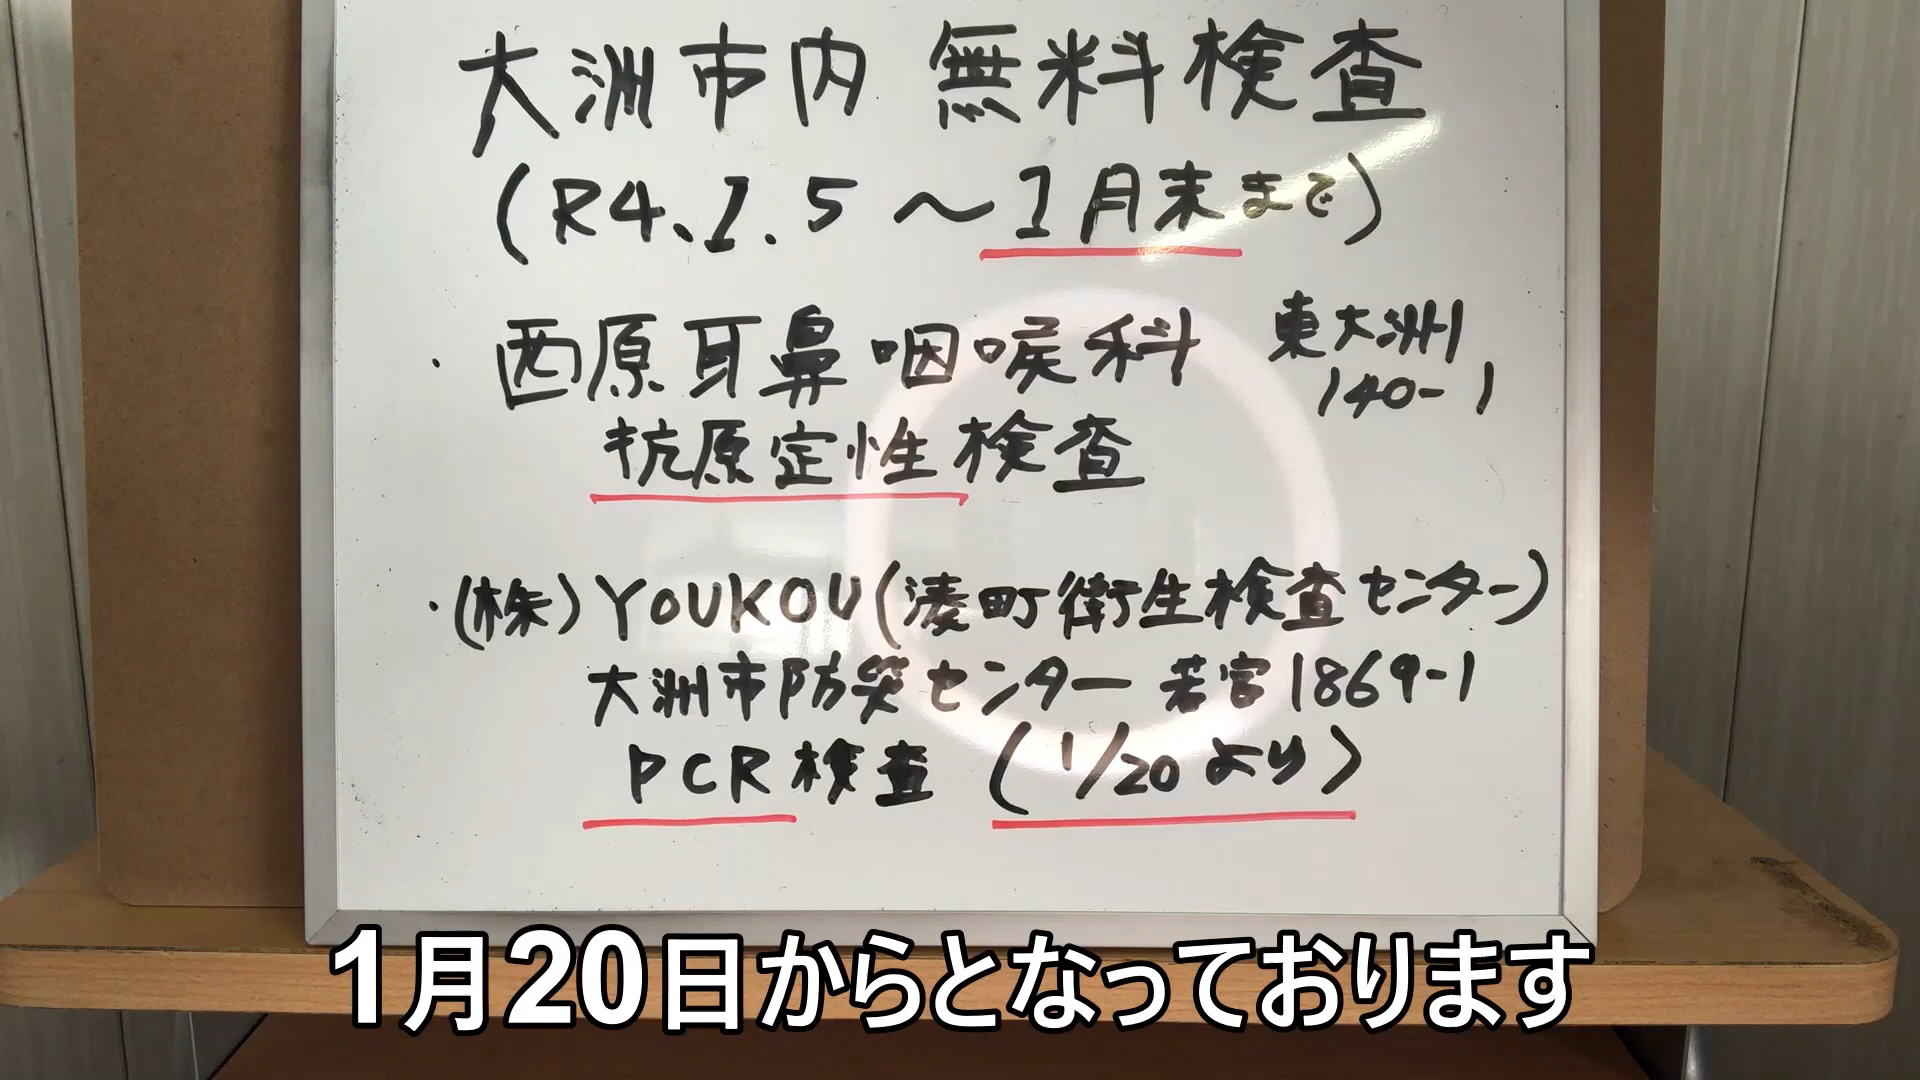 大洲市内 無料検査
(R4.1.5～1月末まで)
・西原耳鼻咽喉科 東大洲
140-1
抗原定性検査
・(株)YOUKOU(湊町衛生検査センター)
大洲市防災センター 若宮1869-1
PCR検査 (1/20より)
1月20日からとなっております